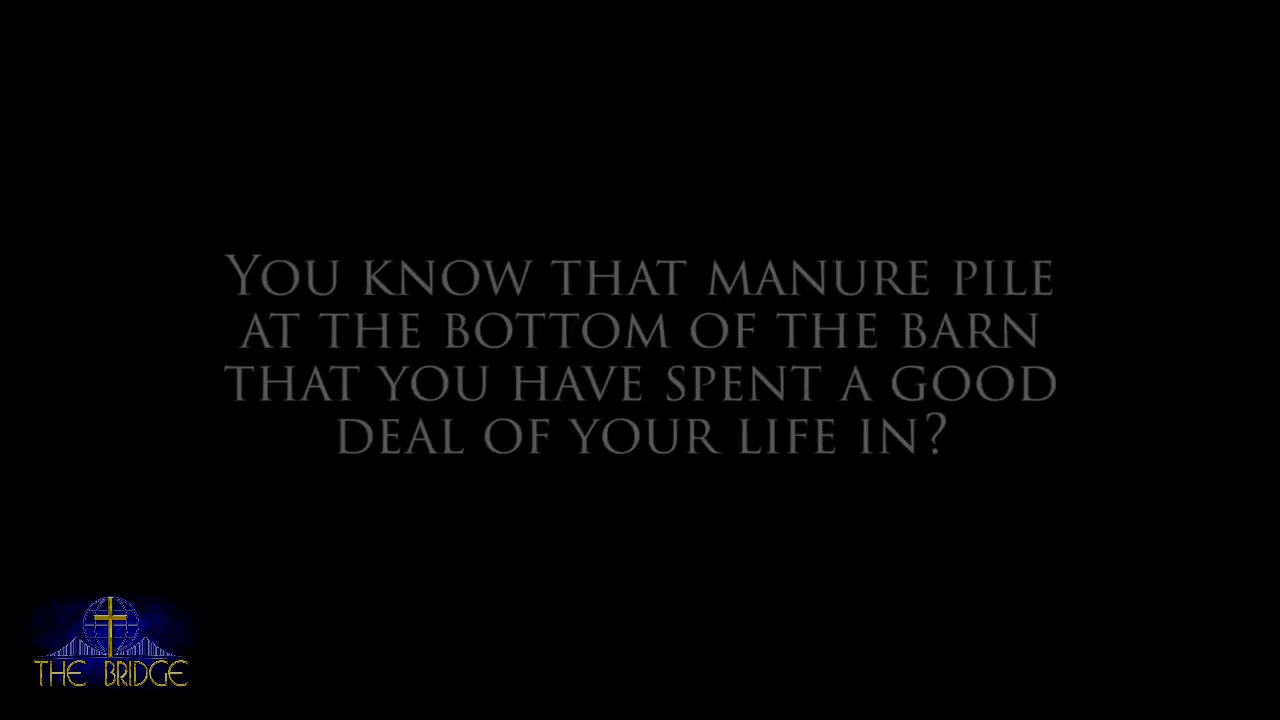 You know that manure pile
at the bottom of the barn
that you have spent a good
deal of your life in?
The Bridge